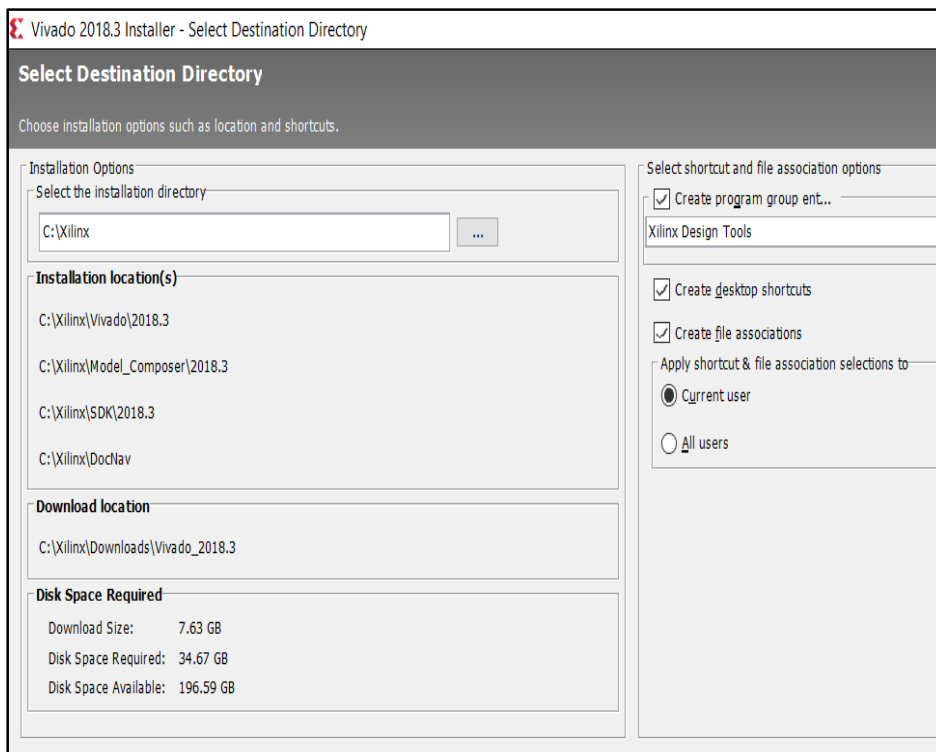 Vivado 2018.3 Installer - Select Destination Directory
Select Destination Directory
Choose installation options such as location and shortcuts.
Installation Options
Select the installation directory
C:\Xilinx
...
Installation location(s)
C:\Xilinx\Vivado\2018.3
C:\Xilinx\Model_Composer\2018.3
C:\Xilinx\SDK\2018.3
C:\Xilinx\DocNav
Download location
C:\Xilinx\Downloads\Vivado_2018.3
Disk Space Required
Download Size: 7.63 GB
Disk Space Required: 34.67 GB
Disk Space Available: 196.59 GB
Select shortcut and file association options
Create program group ent...
Xilinx Design Tools
Create desktop shortcuts
Create file associations
Apply shortcut & file association selections to
Current user
All users